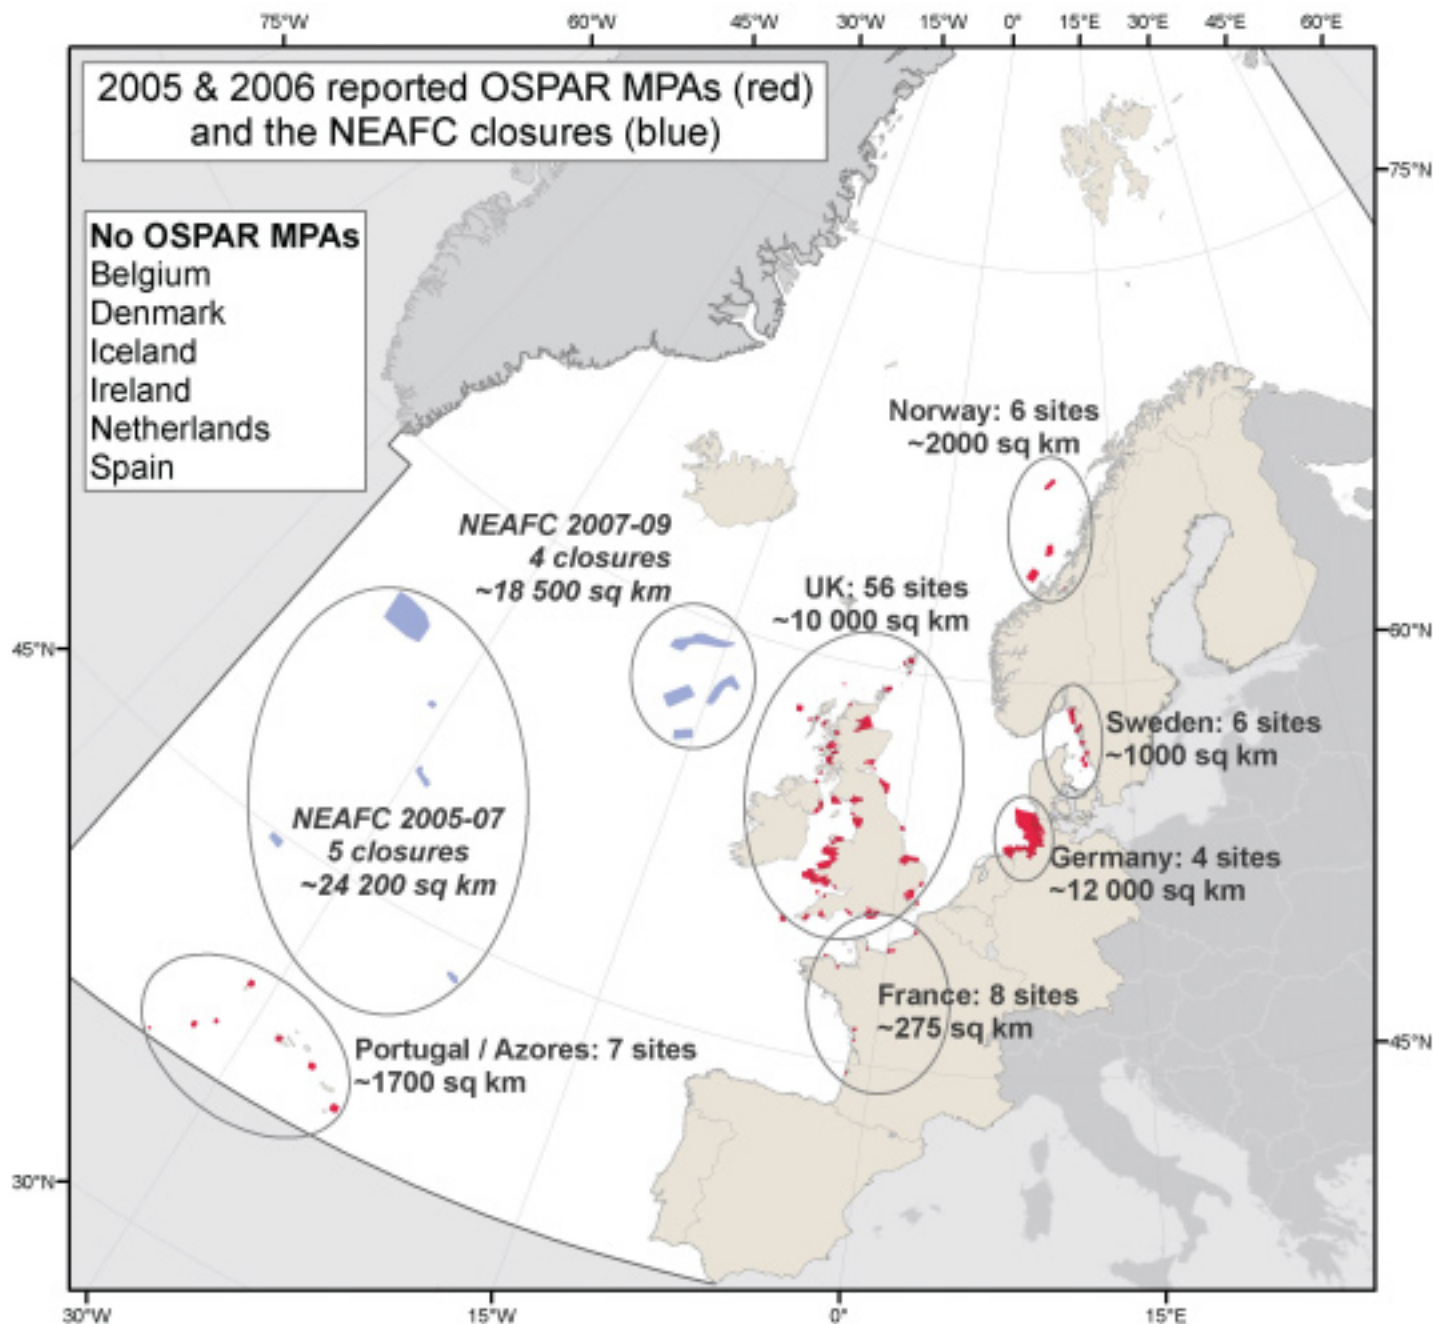 75°W 60°W 45°W 30°W 15°W 0° 15°E 30°E 45°E 60°E
2005 & 2006 reported OSPAR MPAs (red)
and the NEAFC closures (blue)
75°N
No OSPAR MPAs
Belgium
Denmark
Iceland
Ireland
Netherlands
Spain
Norway: 6 sites
~2000 sq km
NEAFC 2007-09
4 closures
~18 500 sq km
UK: 56 sites
~10 000 sq km
60°N
45°N
Sweden: 6 sites
~1000 sq km
NEAFC 2005-07
5 closures
~24 200 sq km
Germany: 4 sites
~12 000 sq km
France: 8 sites
~275 sq km
Portugal / Azores: 7 sites
~1700 sq km
45°N
30°N
30°W 15°W 0° 15°E